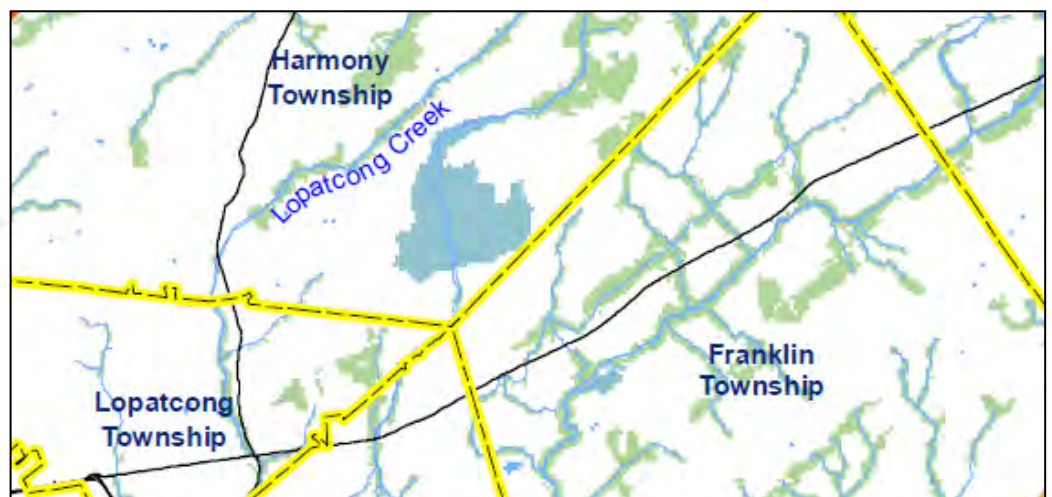 Harmony
Township
Lopatcong Creek
Franklin
Township
Lopatcong
Township